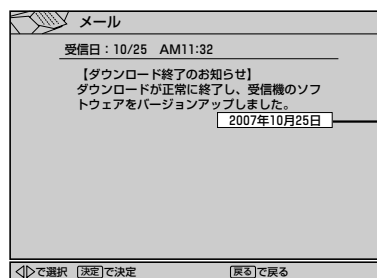 メール
受信日：10/25　AM11:32
【ダウンロード終了のお知らせ】
ダウンロードが正常に終了し、受信機のソフ
トウェアをバージョンアップしました。
2007年10月25日
で選択　決定で決定　戻るで戻る